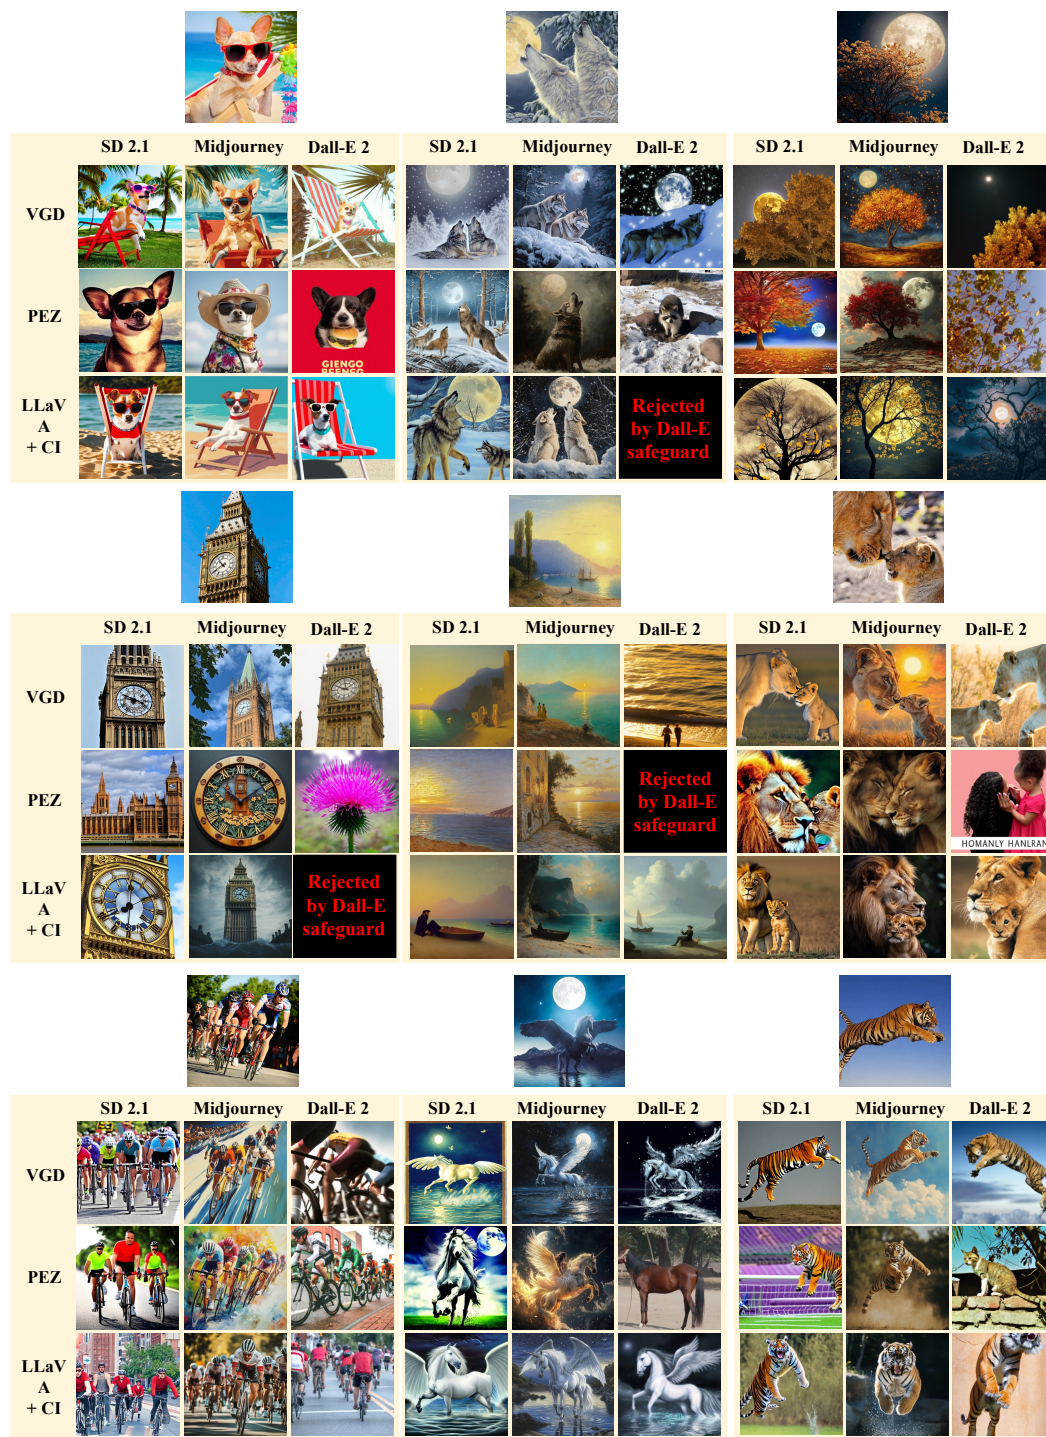 SD 2.1 Midjourney Dall-E 2 SD 2.1 Midjourney Dall-E 2 SD 2.1 Midjourney Dall-E 2
VGD
PEZ
GIENGO
BEENEG
LLaV
A
+ CI
Rejected
by Dall-E
safeguard
SD 2.1 Midjourney Dall-E 2 SD 2.1 Midjourney Dall-E 2 SD 2.1 Midjourney Dall-E 2
VGD
PEZ
Rejected
by Dall-E
safeguard
HOMANLY HANLRAN
LLaV
A
+ CI
Rejected
by Dall-E
safeguard
SD 2.1 Midjourney Dall-E 2 SD 2.1 Midjourney Dall-E 2 SD 2.1 Midjourney Dall-E 2
VGD
PEZ
LLaV
A
+ CI